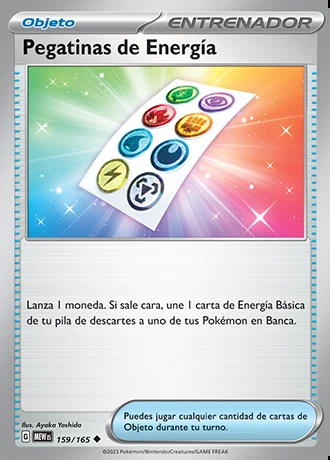 Objeto
ENTRENADOR
Pegatinas de Energía
Lanza 1 moneda. Si sale cara, une 1 carta de Energía Básica
de tu pila de descartes a uno de tus Pokémon en Banca.
Ilus. Ayaka Yoshida
G MEW ES 159/165
Puedes jugar cualquier cantidad de cartas de
Objeto durante tu turno.
©2023 Pokémon/Nintendo/Creatures/GAME FREAK